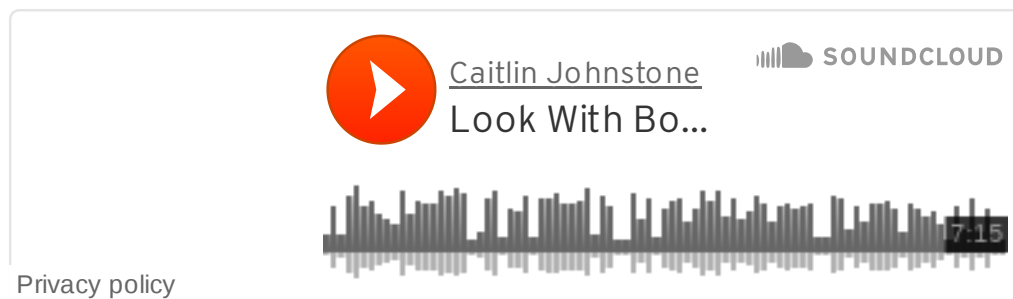 SOUNDCLOUD
Caitlin Johnstone
Look With Bo...
7:15
Privacy policy